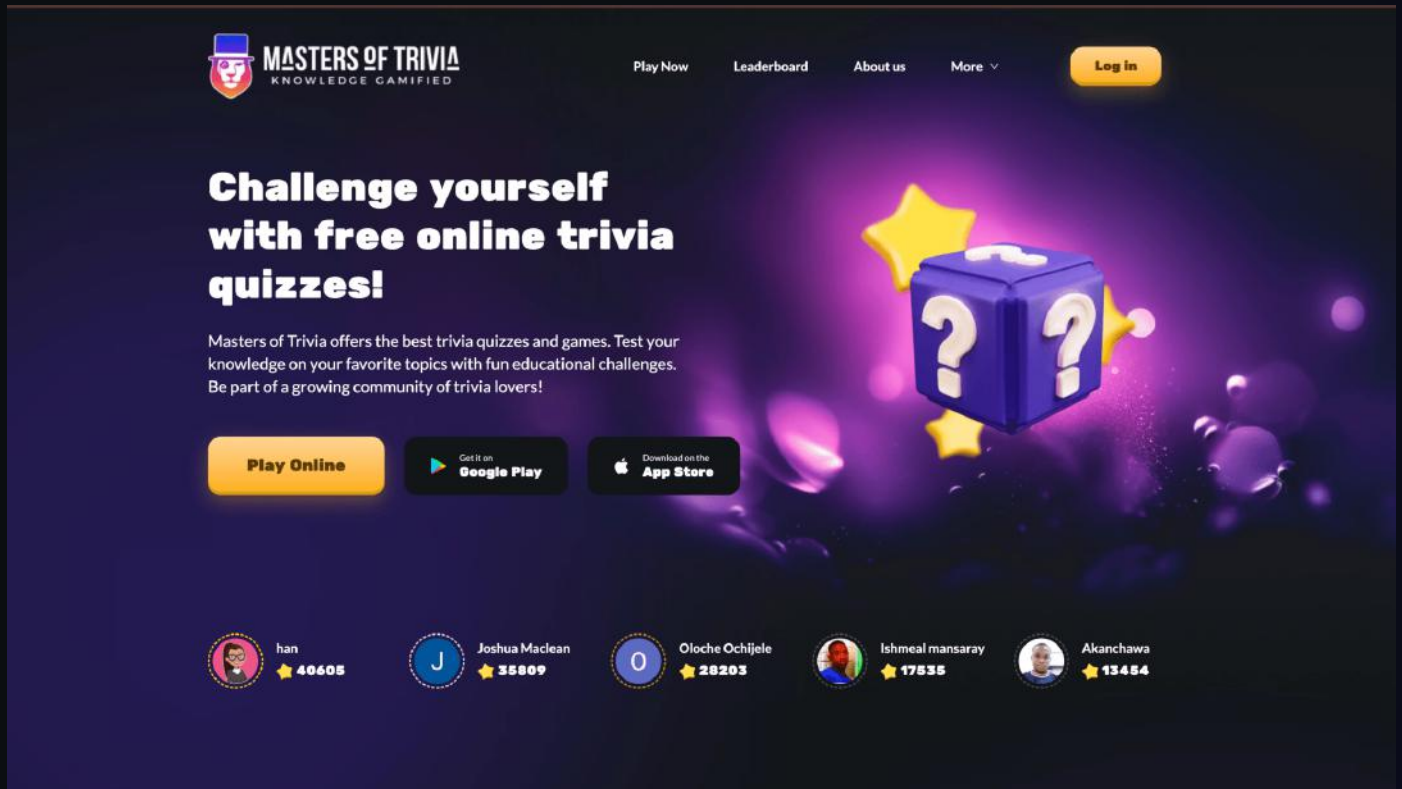 MASTERS OF TRIVIA
KNOWLEDGE GAMIFIED
Play Now
Leaderboard
About us
More
Log in
Challenge yourself
with free online trivia
quizzes!
Masters of Trivia offers the best trivia quizzes and games. Test your
knowledge on your favorite topics with fun educational challenges.
Be part of a growing community of trivia lovers!
Play Online
Get it on
Google Play
Download on the
App Store
? ? ?
han
40605
J
Joshua Maclean
35809
O
Oloche Ochijele
28203
Ishmeal mansaray
17535
Akanchawa
13454